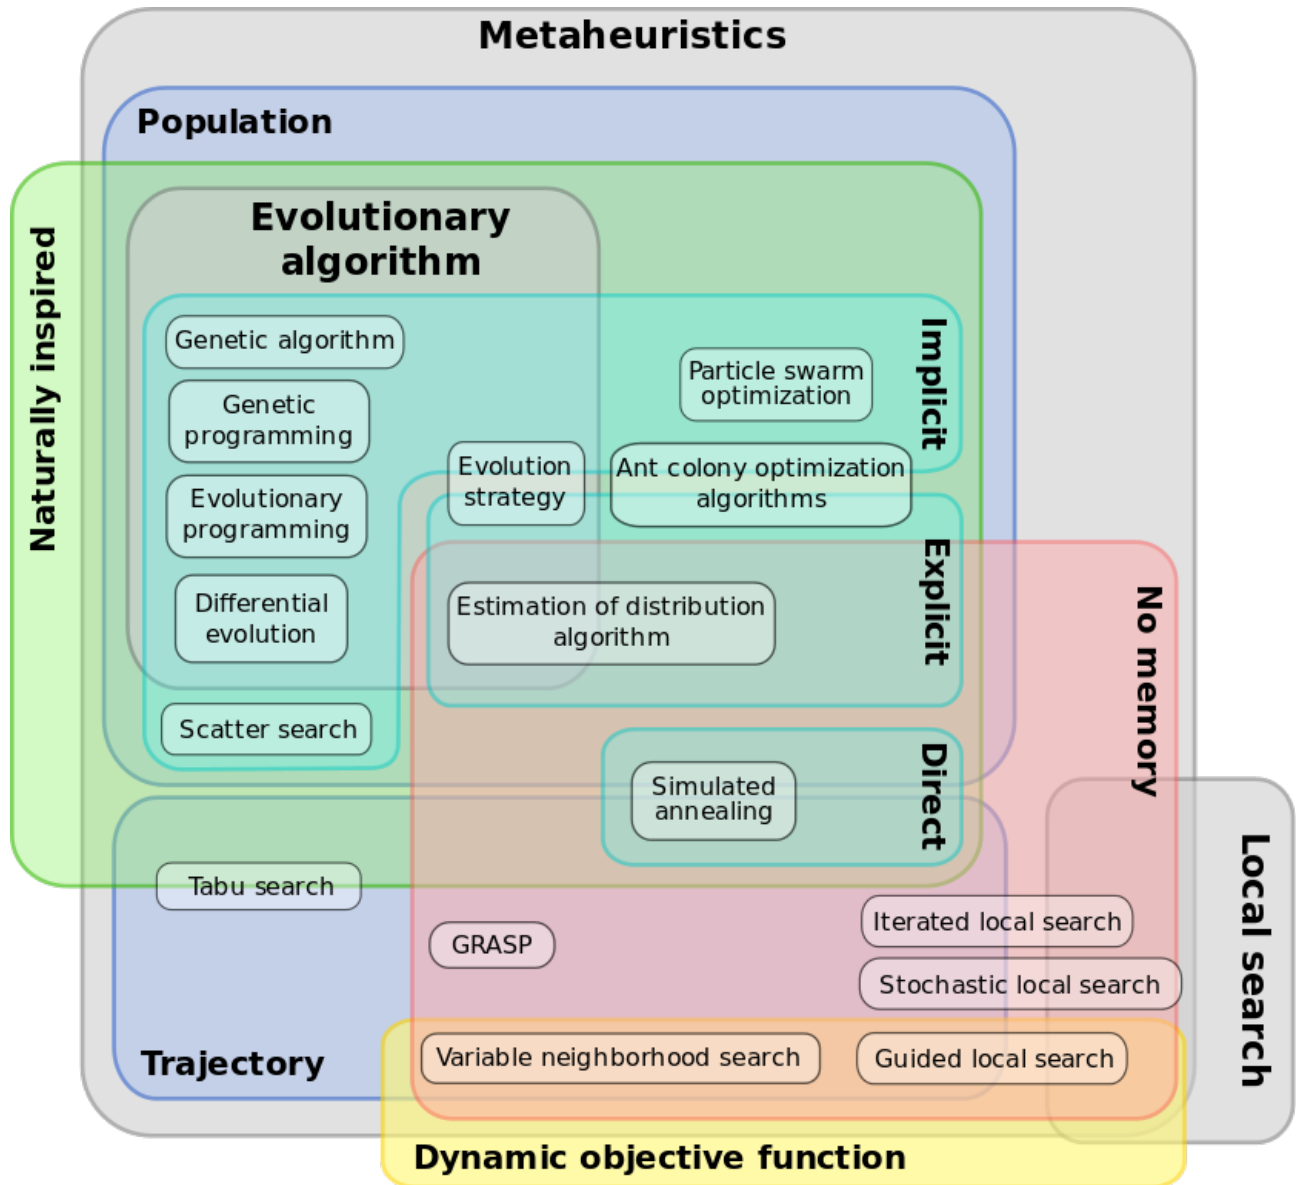 Metaheuristics
Population
Naturally inspired
Evolutionary
algorithm
Implicit
Genetic algorithm
Particle swarm
optimization
Genetic
programming
Evolution
strategy
Ant colony optimization
algorithms
Evolutionary
programming
Explicit
Differential
evolution
Estimation of distribution
algorithm
No memory
Scatter search
Direct
Simulated
annealing
Local search
Tabu search
GRASP
Iterated local search
Stochastic local search
Trajectory
Variable neighborhood search
Guided local search
Dynamic objective function